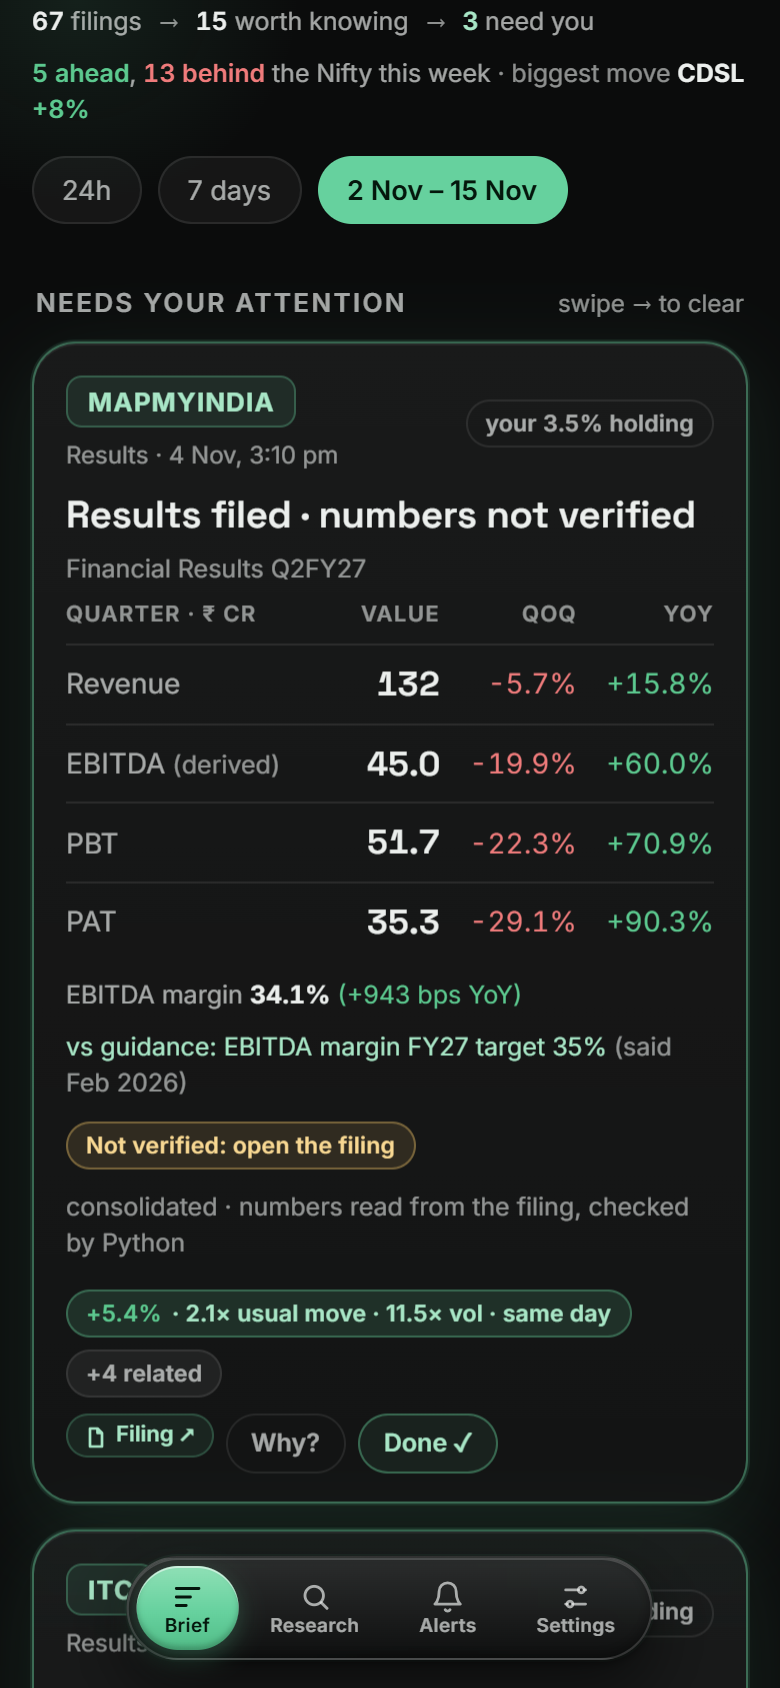 67 filings → 15 worth knowing → 3 need you
5 ahead, 13 behind the Nifty this week · biggest move CDSL
+8%
24h 7 days 2 Nov – 15 Nov
NEEDS YOUR ATTENTION swipe → to clear
MAPMYINDIA
your 3.5% holding
Results · 4 Nov, 3:10 pm
Results filed · numbers not verified
Financial Results Q2FY27
QUARTER · ₹ CR VALUE QOQ YOY
Revenue 132 -5.7% +15.8%
EBITDA (derived) 45.0 -19.9% +60.0%
PBT 51.7 -22.3% +70.9%
PAT 35.3 -29.1% +90.3%
EBITDA margin 34.1% (+943 bps YoY)
vs guidance: EBITDA margin FY27 target 35% (said
Feb 2026)
Not verified: open the filing
consolidated · numbers read from the filing, checked
by Python
+5.4% · 2.1× usual move · 11.5× vol · same day
+4 related
Filing ↗ Why? Done ✓
ITC
Results
Brief Research Alerts Settings